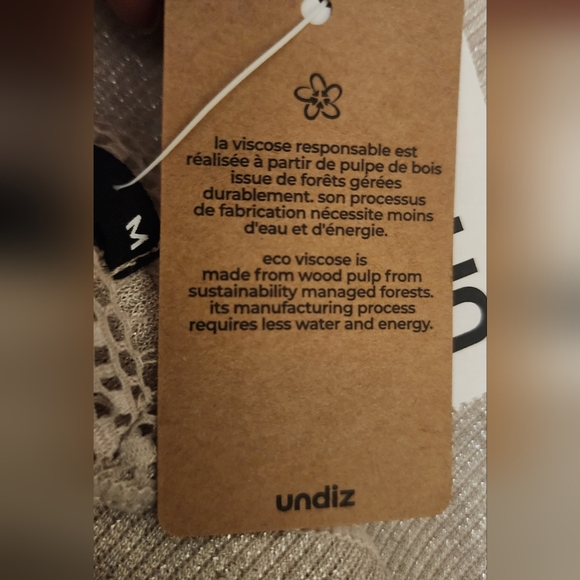 la viscose responsable est
réalisée à partir de pulpe de bois
issue de forêts gérées
durablement. son processus
de fabrication nécessite moins
d'eau et d'énergie.
eco viscose is
made from wood pulp from
sustainability managed forests.
its manufacturing process
requires less water and energy.
undiz
M